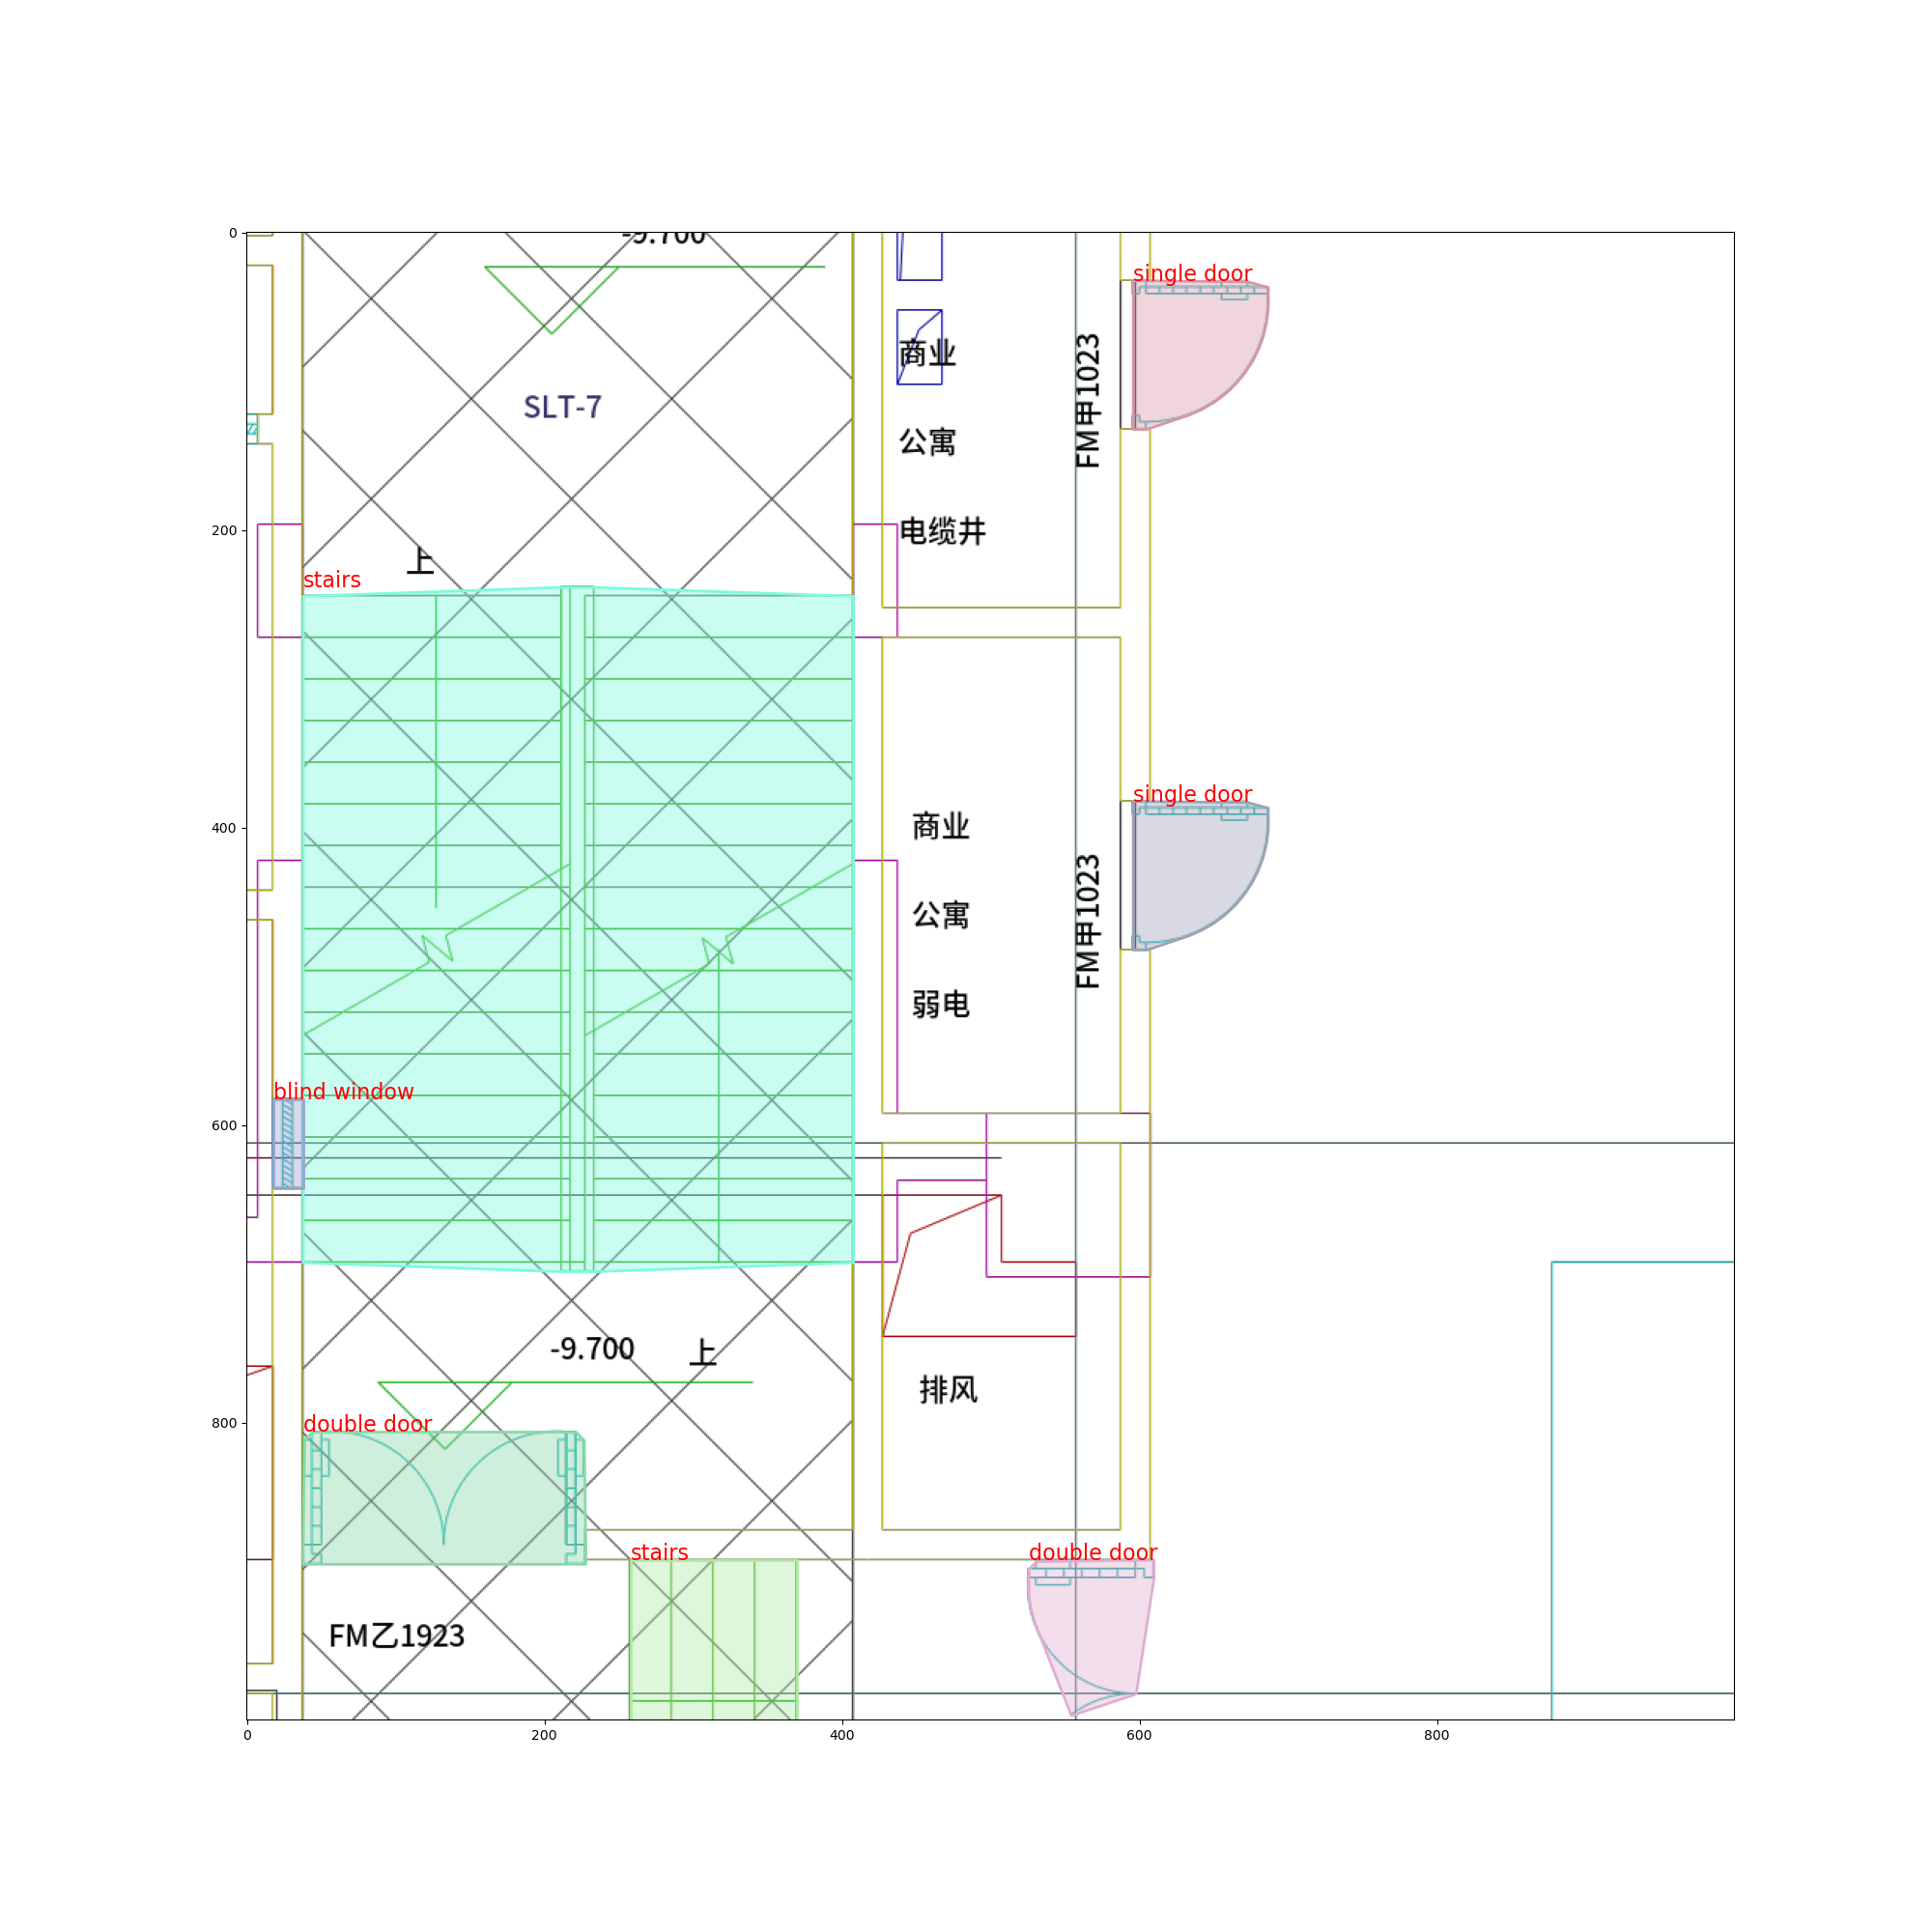 -9.700
0
single door
商业
SLT-7
FM甲1023
公寓
200
电缆井
上
stairs
single door
400
商业
FM甲1023
公寓
弱电
blind window
600
-9.700
上
排风
800
double door
stairs
double door
FM乙1923
0
200
400
600
800